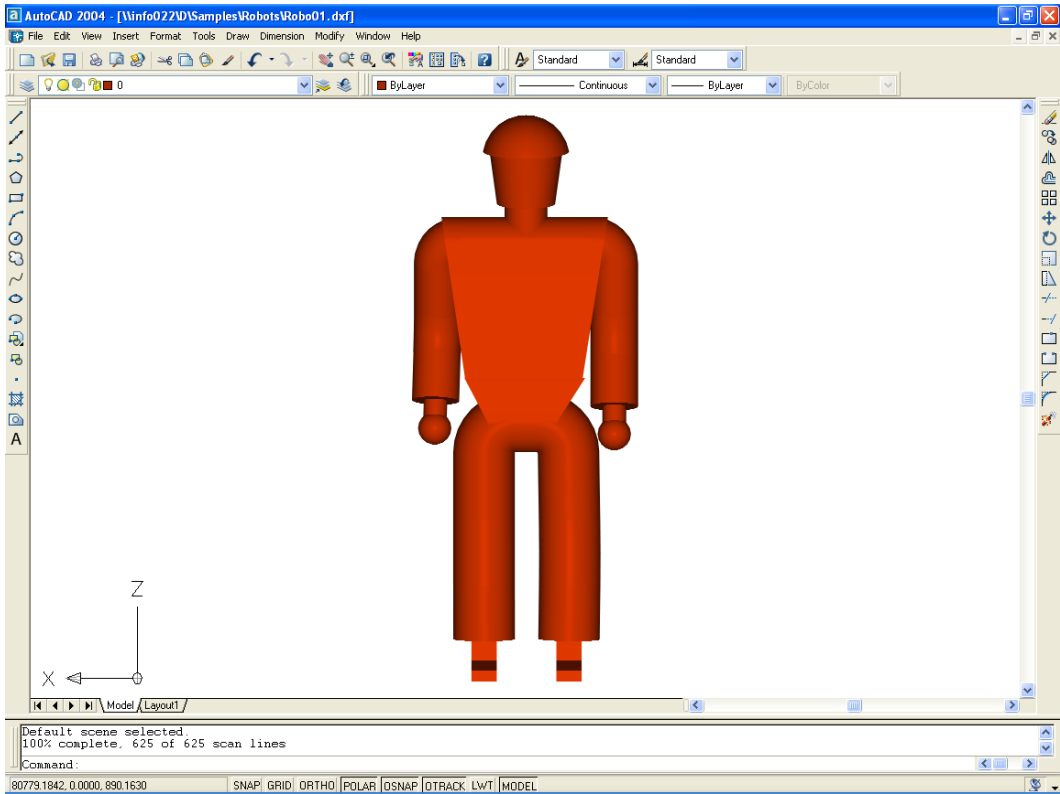 AutoCAD 2004 - [\\info022\D\Samples\Robots\Robo01.dxf]
File Edit View Insert Format Tools Draw Dimension Modify Window Help
Standard Standard
0 ByLayer Continuous ByLayer ByColor
A
Z
X
Model Layout1
Default scene selected.
100% complete, 625 of 625 scan lines
Command:
80779.1842, 0.0000, 890.1630 SNAP GRID ORTHO POLAR OSNAP OTRACK LWT MODEL